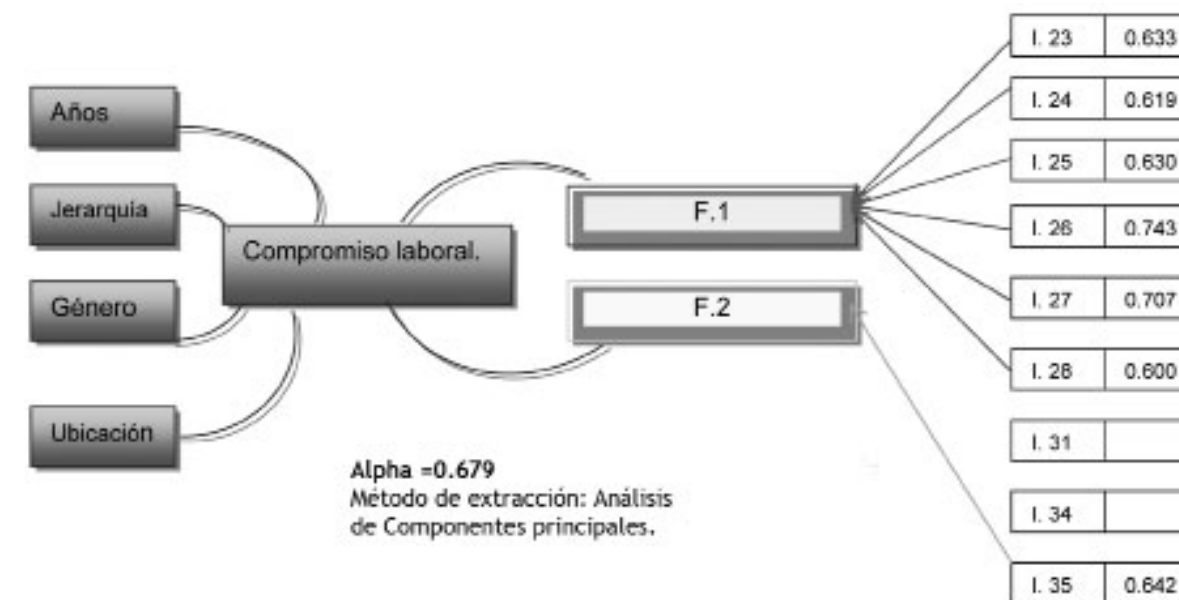 Años
Jerarquía
Género
Ubicación
Compromiso laboral.
F.1
F.2
Alpha =0.679
Método de extracción: Análisis
de Componentes principales.
I. 23 0.633
I. 24 0.619
I. 25 0.630
I. 26 0.743
I. 27 0.707
I. 28 0.600
I. 31
I. 34
I. 35 0.642